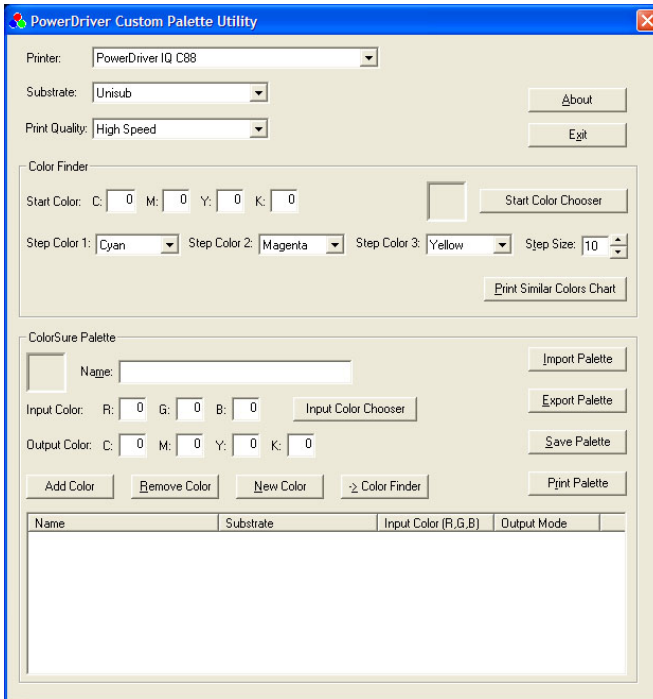 PowerDriver Custom Palette Utility
Printer: PowerDriver IQ C88
Substrate: Unisub
About
Print Quality: High Speed
Exit
Color Finder
Start Color: C: 0 M: 0 Y: 0 K: 0 Start Color Chooser
Step Color 1: Cyan Step Color 2: Magenta Step Color 3: Yellow Step Size: 10
Print Similar Colors Chart
ColorSure Palette
Import Palette
Name:
Export Palette
Input Color: R: 0 G: 0 B: 0 Input Color Chooser
Output Color: C: 0 M: 0 Y: 0 K: 0 Save Palette
Add Color Remove Color New Color -> Color Finder Print Palette
Name Substrate Input Color (R,G,B) Output Mode